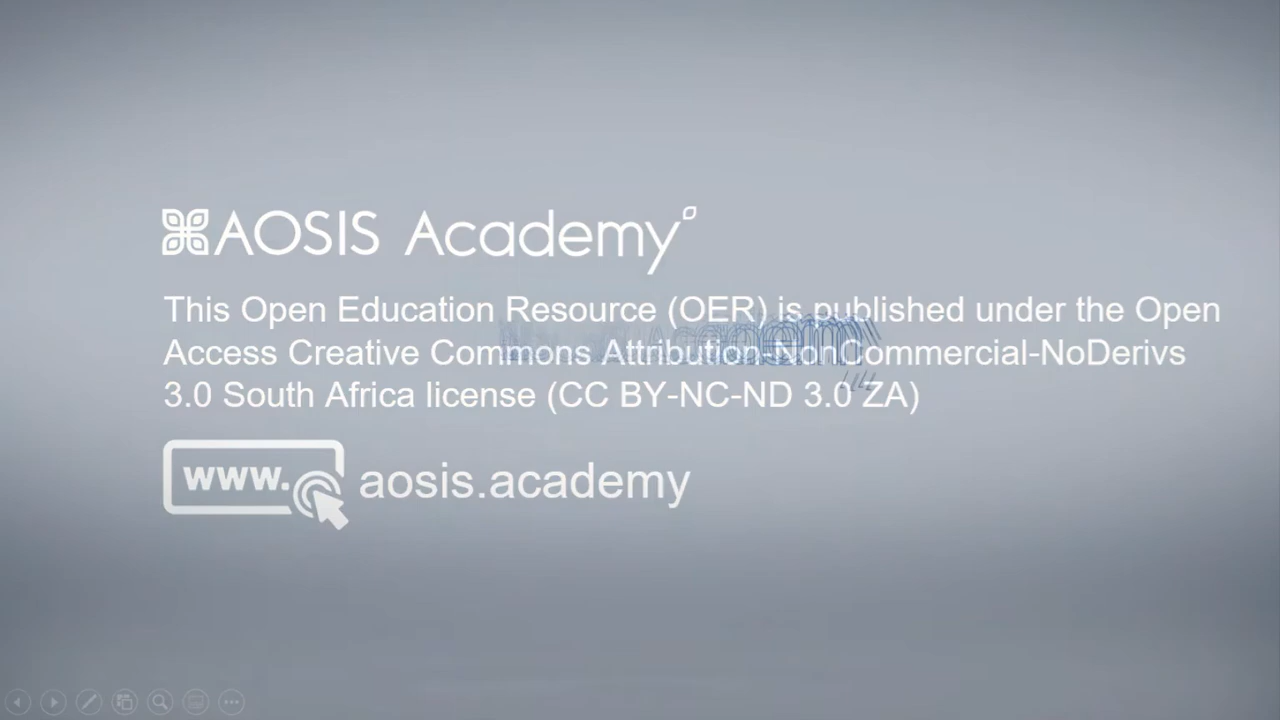 AOSIS Academy
This Open Education Resource (OER) is published under the Open
Access Creative Commons Attribution-NonCommercial-NoDerivs
3.0 South Africa license (CC BY-NC-ND 3.0 ZA)
www. aosis.academy